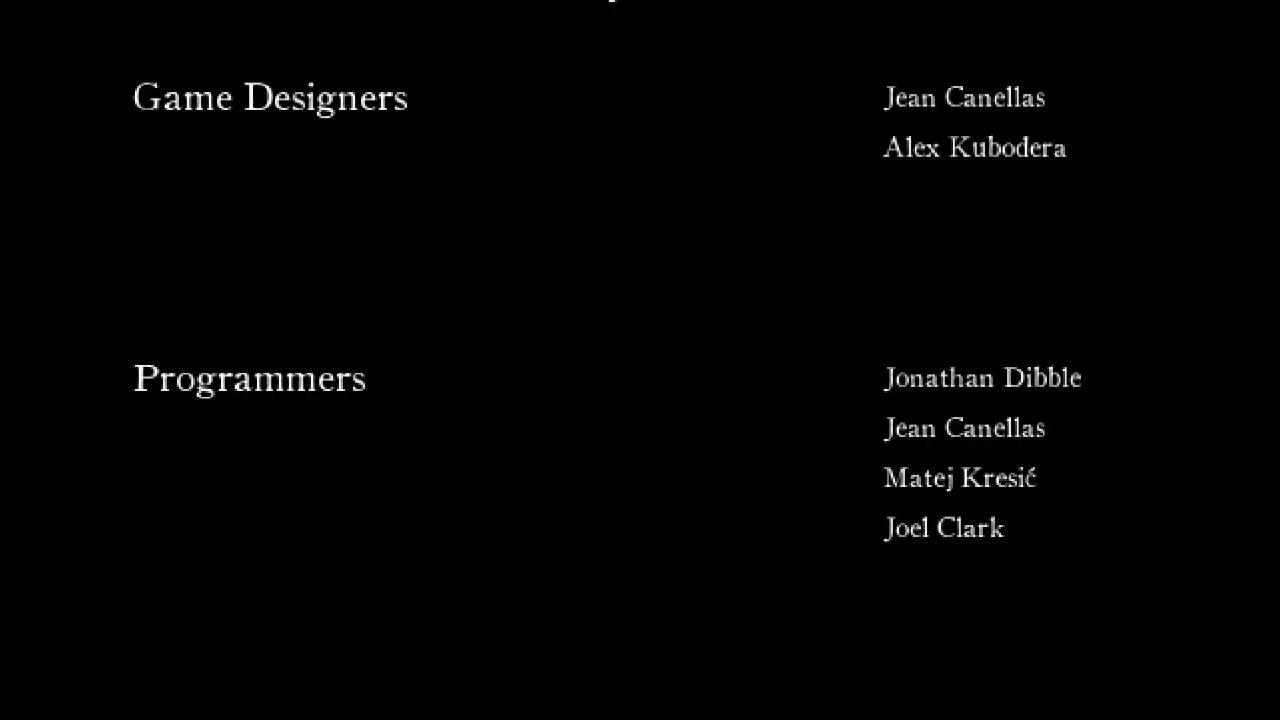 Game Designers
Jean Canellas
Alex Kubodera
Programmers
Jonathan Dibble
Jean Canellas
Matej Kresić
Joel Clark